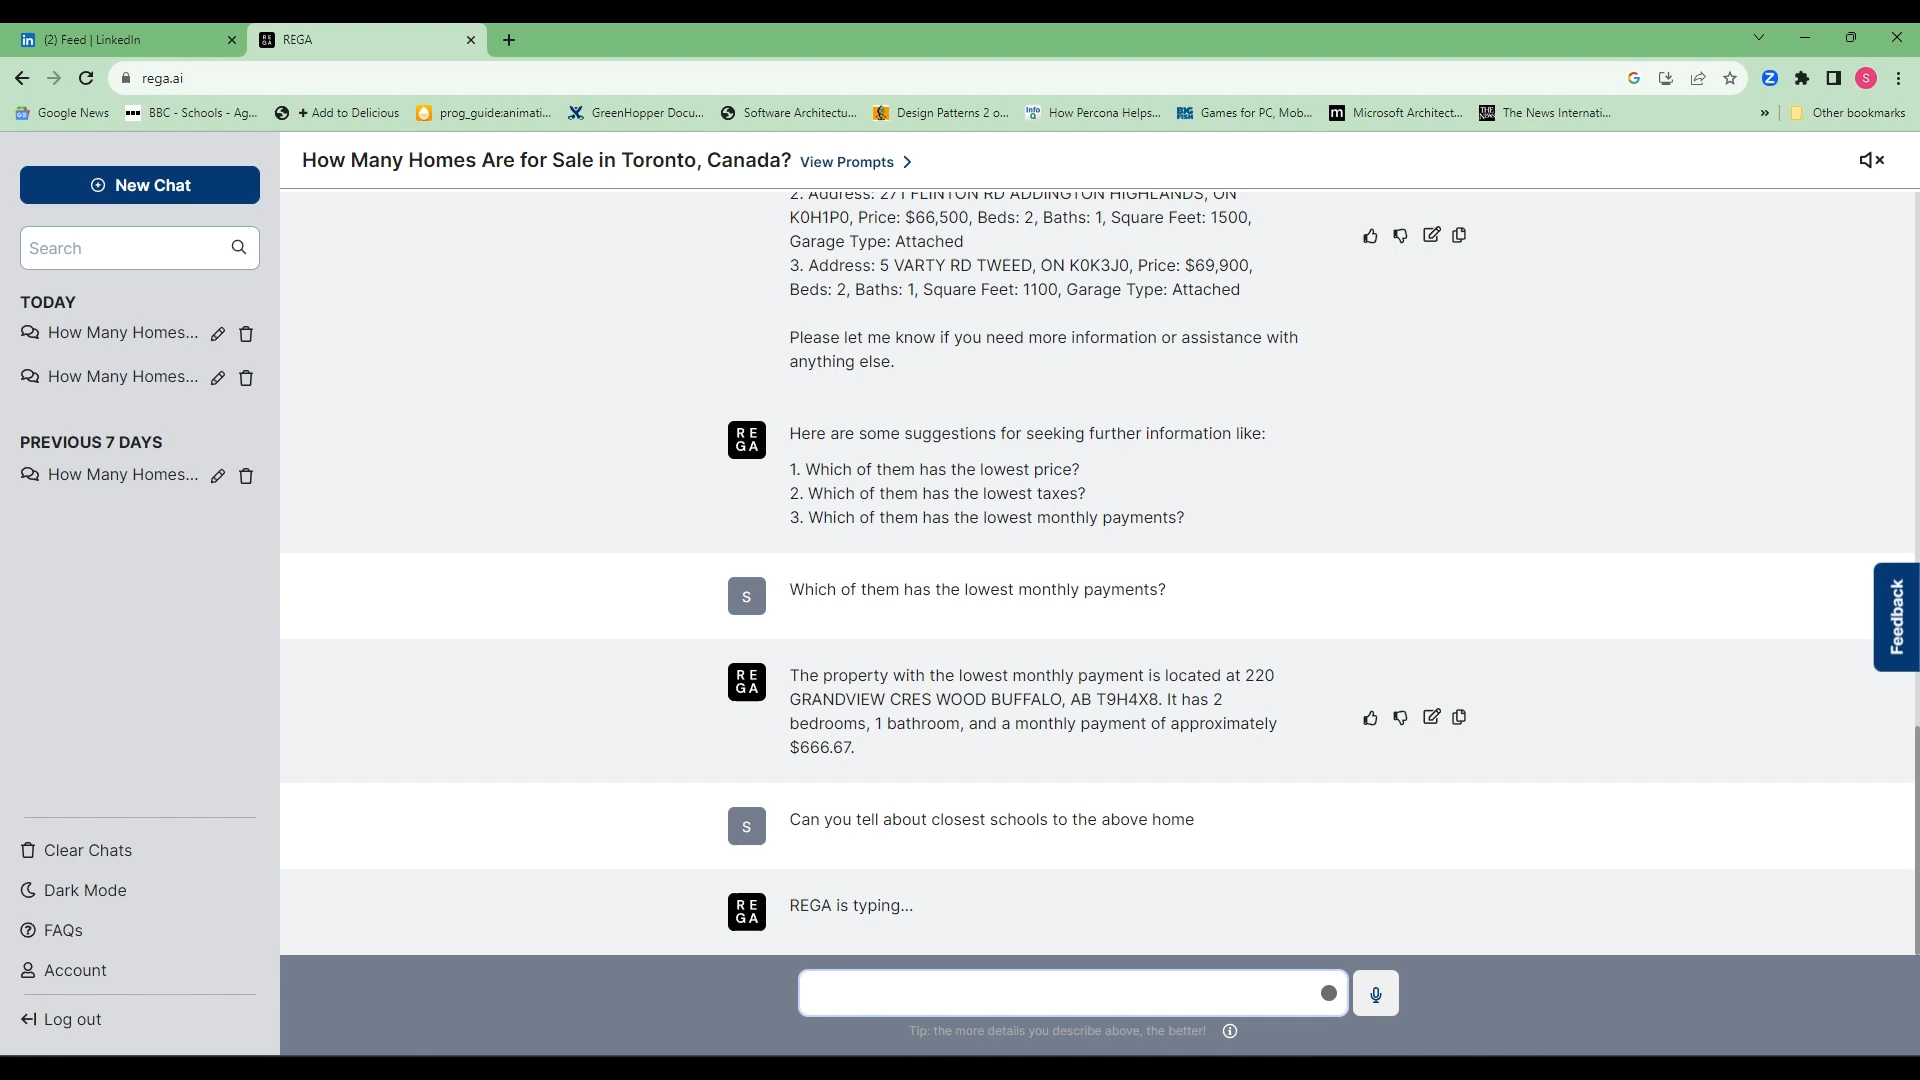 (2) Feed | LinkedIn
REGA
rega.ai
Google News
BBC - Schools - Ag...
+ Add to Delicious
prog_guide:animati...
GreenHopper Docu...
Software Architectu...
Design Patterns 2 o...
How Percona Helps...
Games for PC, Mob...
Microsoft Architect...
The News Internati...
» Other bookmarks
New Chat
Search
TODAY
How Many Homes...
How Many Homes...
PREVIOUS 7 DAYS
How Many Homes...
Clear Chats
Dark Mode
FAQs
Account
Log out
How Many Homes Are for Sale in Toronto, Canada? View Prompts
2. Address: 271 FLINTON RD ADDINGTON HIGHLANDS, ON
K0H1P0, Price: $66,500, Beds: 2, Baths: 1, Square Feet: 1500,
Garage Type: Attached
3. Address: 5 VARTY RD TWEED, ON K0K3J0, Price: $69,900,
Beds: 2, Baths: 1, Square Feet: 1100, Garage Type: Attached
Please let me know if you need more information or assistance with
anything else.
RE
GA
Here are some suggestions for seeking further information like:
1. Which of them has the lowest price?
2. Which of them has the lowest taxes?
3. Which of them has the lowest monthly payments?
S
Which of them has the lowest monthly payments?
RE
GA
The property with the lowest monthly payment is located at 220
GRANDVIEW CRES WOOD BUFFALO, AB T9H4X8. It has 2
bedrooms, 1 bathroom, and a monthly payment of approximately
$666.67.
S
Can you tell about closest schools to the above home
RE
GA
REGA is typing...
Tip: the more details you describe above, the better!
Feedback